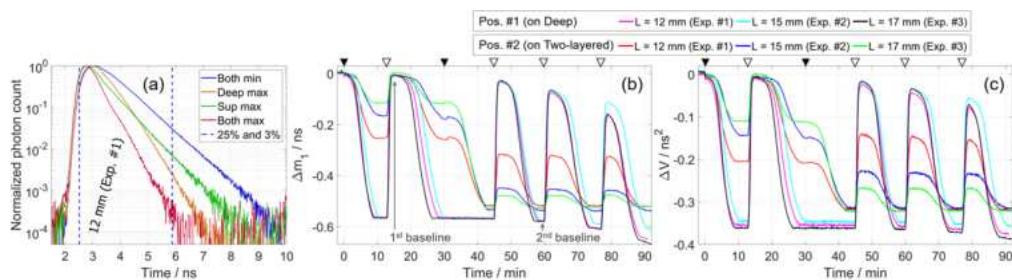 Pos. #1 (on Deep) L = 12 mm (Exp. #1) L = 15 mm (Exp. #2) L = 17 mm (Exp. #3)
Pos. #2 (on Two-layered) L = 12 mm (Exp. #1) L = 15 mm (Exp. #2) L = 17 mm (Exp. #3)
Normalized photon count
10⁰
10⁻¹
10⁻²
10⁻³
10⁻⁴
(a)
Both min
Deep max
Sup max
Both max
25% and 3%
12 mm (Exp. #1)
2 3 4 5 6 7 8 9 10
Time / ns
Δm₁ / ns
0
-0.2
-0.4
-0.6
(b)
1st baseline
2nd baseline
0 10 20 30 40 50 60 70 80 90
Time / min
ΔV / ns²
0
-0.1
-0.2
-0.3
-0.4
(c)
0 10 20 30 40 50 60 70 80 90
Time / min